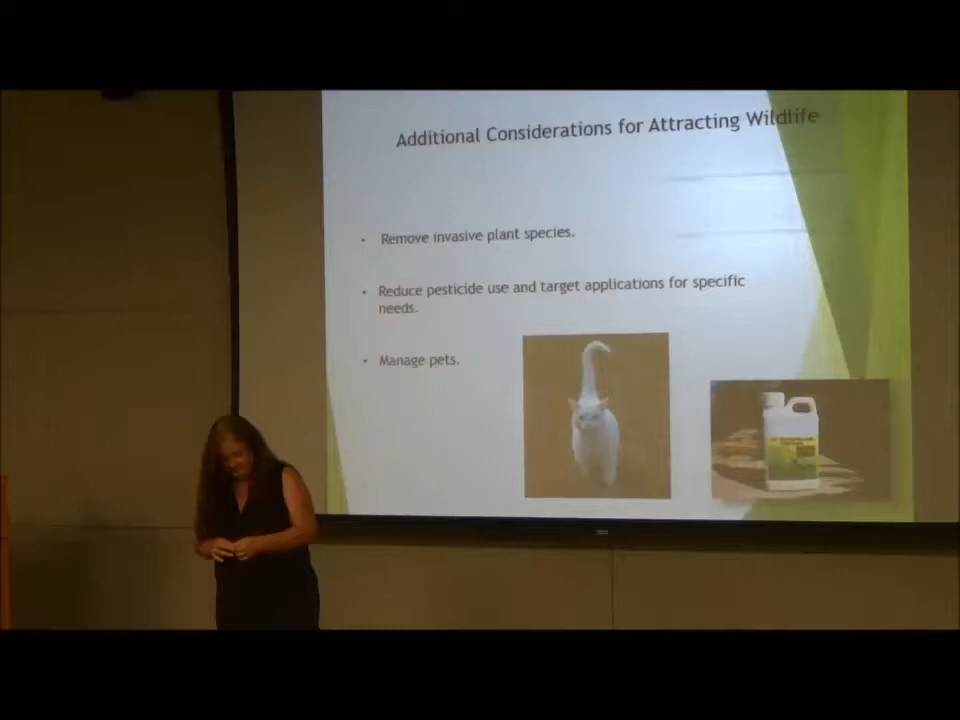 Additional Considerations for Attracting Wildlife
• Remove invasive plant species.
• Reduce pesticide use and target applications for specific
needs.
• Manage pets.